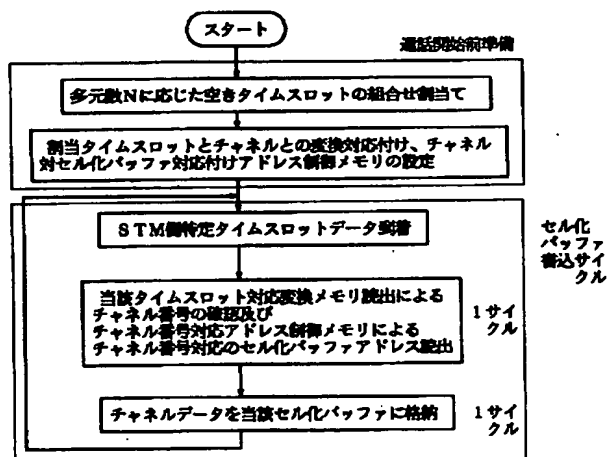 スタート
通話開始前準備
多元数Nに応じた空きタイムスロットの組合せ割当て
割当タイムスロットとチャネルとの変換対応付け、チャネル
対セル化バッファ対応付けアドレス制御メモリの設定
STM側特定タイムスロットデータ到着
セル化
バッファ
書込サイ
クル
当該タイムスロット対応変換メモリ読出による
チャネル番号の確認及び
チャネル番号対応アドレス制御メモリによる
チャネル番号対応のセル化バッファアドレス読出
1サイ
クル
チャネルデータを当該セル化バッファに格納
1サイ
クル